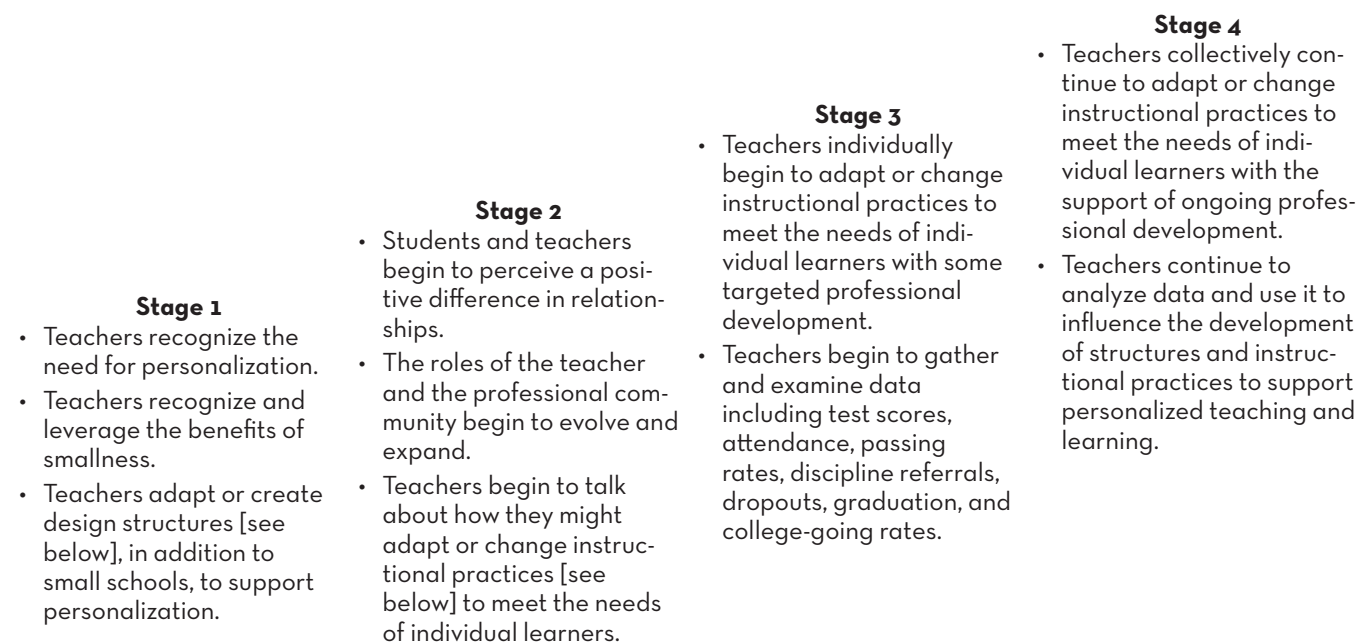 Stage 1
• Teachers recognize the
need for personalization.
• Teachers recognize and
leverage the benefits of
smallness.
• Teachers adapt or create
design structures [see
below], in addition to
small schools, to support
personalization.
Stage 2
• Students and teachers
begin to perceive a posi-
tive difference in relation-
ships.
• The roles of the teacher
and the professional com-
munity begin to evolve and
expand.
• Teachers begin to talk
about how they might
adapt or change instruc-
tional practices [see
below] to meet the needs
of individual learners.
Stage 3
• Teachers individually
begin to adapt or change
instructional practices to
meet the needs of indi-
vidual learners with some
targeted professional
development.
• Teachers begin to gather
and examine data
including test scores,
attendance, passing
rates, discipline referrals,
dropouts, graduation, and
college-going rates.
Stage 4
• Teachers collectively con-
tinue to adapt or change
instructional practices to
meet the needs of indi-
vidual learners with the
support of ongoing profes-
sional development.
• Teachers continue to
analyze data and use it to
influence the development
of structures and instruc-
tional practices to support
personalized teaching and
learning.